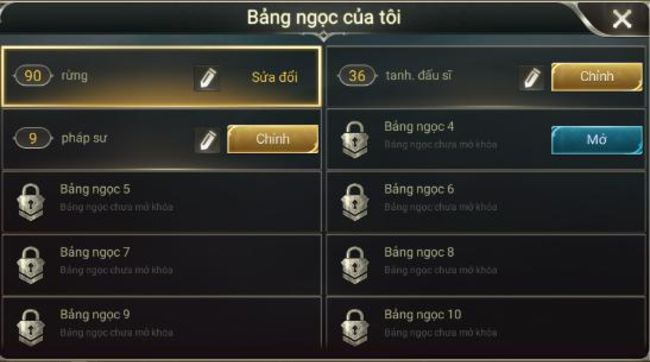 Bảng ngọc của tôi
90 rừng Sửa đổi
36 tanh. đấu sĩ Chỉnh
9 pháp sư Chỉnh
Bảng ngọc 4
Bảng ngọc chưa mở khóa
Mở
Bảng ngọc 5
Bảng ngọc chưa mở khóa
Bảng ngọc 6
Bảng ngọc chưa mở khóa
Bảng ngọc 7
Bảng ngọc chưa mở khóa
Bảng ngọc 8
Bảng ngọc chưa mở khóa
Bảng ngọc 9
Bảng ngọc chưa mở khóa
Bảng ngọc 10
Bảng ngọc chưa mở khóa